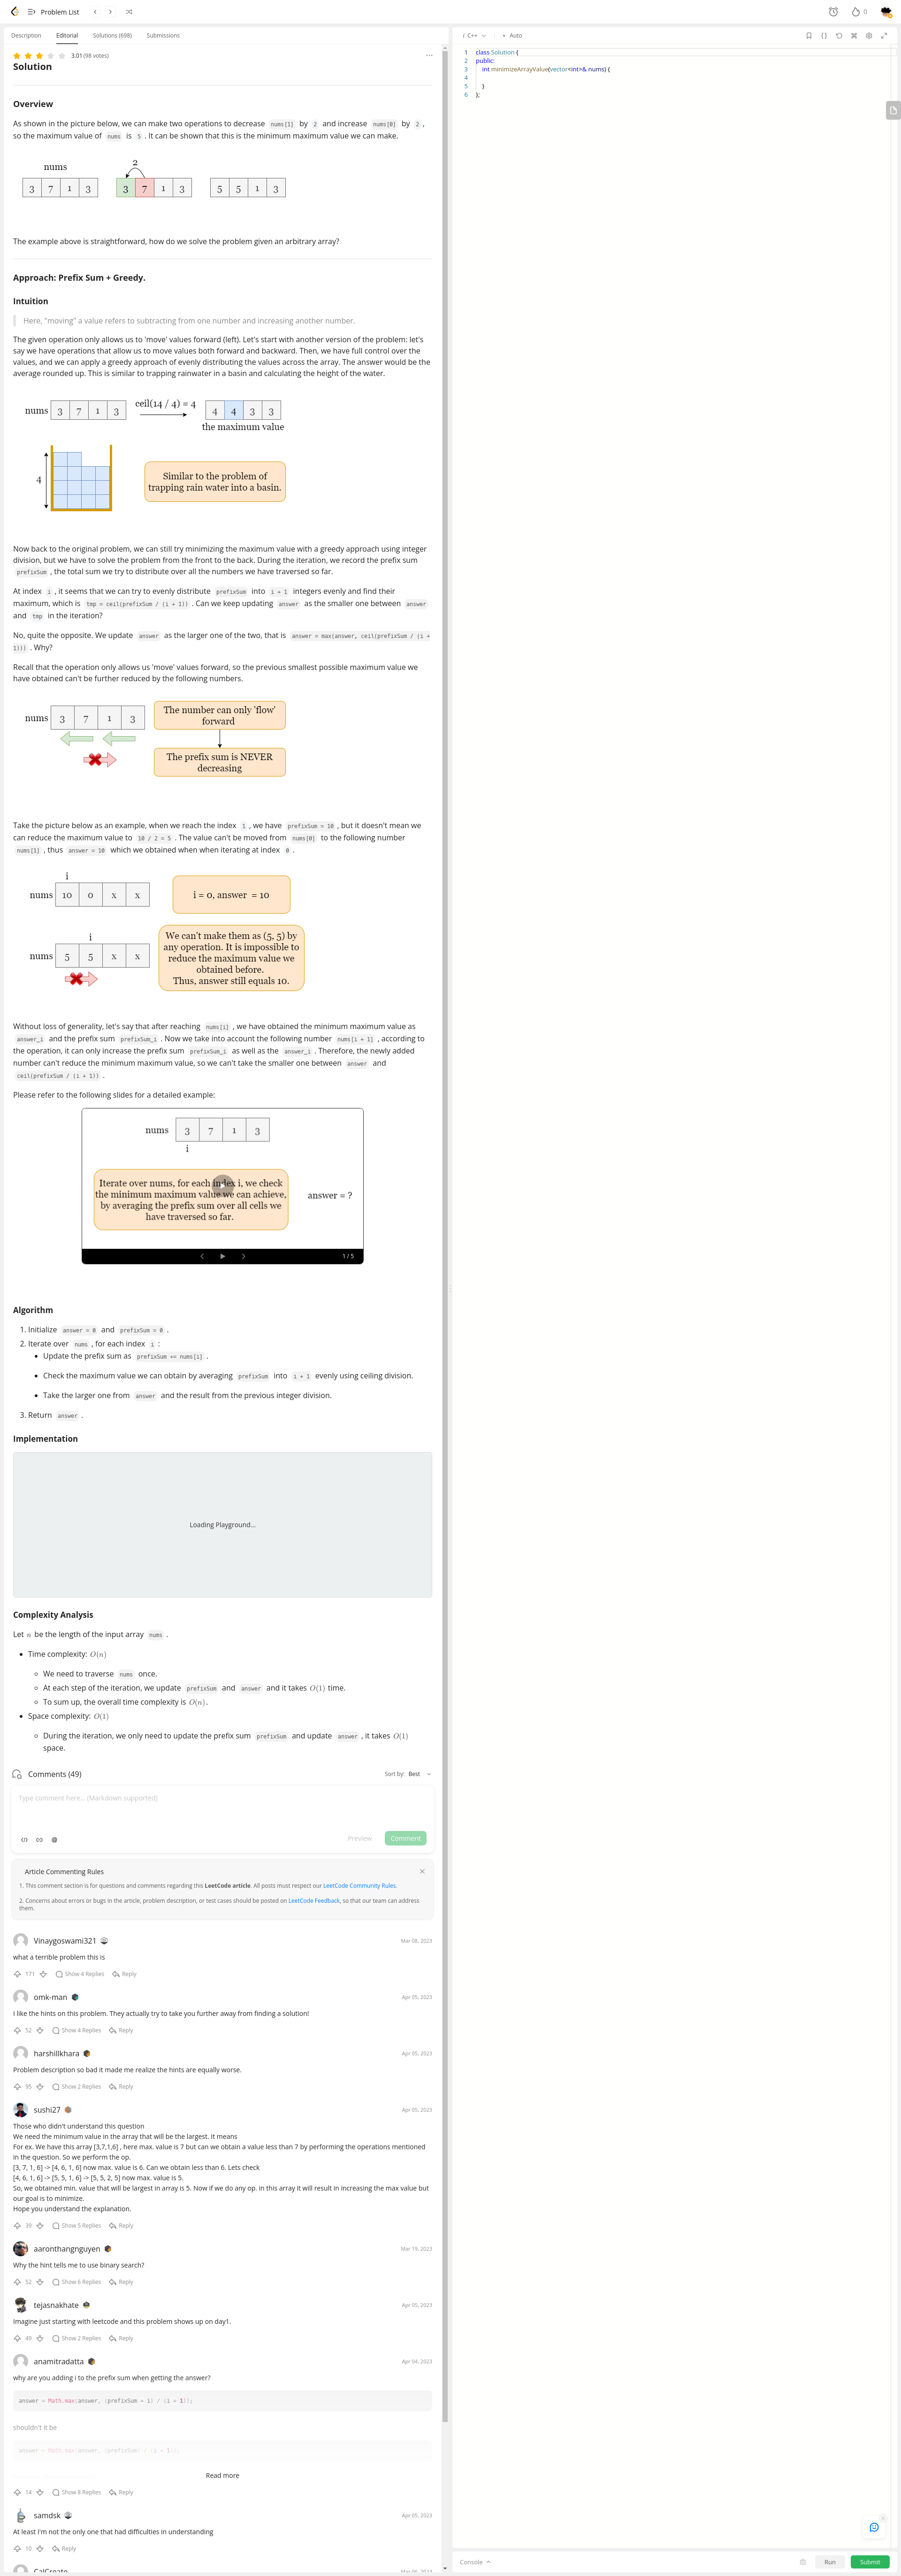 Problem List
0
Description
Editorial
Solutions (698)
Submissions
3.01 (98 votes)
Solution
Overview
As shown in the picture below, we can make two operations to decrease nums[1] by 2 and increase nums[0] by 2 ,
so the maximum value of nums is 5 . It can be shown that this is the minimum maximum value we can make.
2
nums
3 7 1 3
3 7 1 3
5 5 1 3
The example above is straightforward, how do we solve the problem given an arbitrary array?
Approach: Prefix Sum + Greedy.
Intuition
Here, "moving" a value refers to subtracting from one number and increasing another number.
The given operation only allows us to 'move' values forward (left). Let's start with another version of the problem: let's
say we have operations that allow us to move values both forward and backward. Then, we have full control over the
values, and we can apply a greedy approach of evenly distributing the values across the array. The answer would be the
average rounded up. This is similar to trapping rainwater in a basin and calculating the height of the water.
nums 3 7 1 3
ceil(14 / 4) = 4
4 4 3 3
the maximum value
4
Similar to the problem of
trapping rain water into a basin.
Now back to the original problem, we can still try minimizing the maximum value with a greedy approach using integer
division, but we have to solve the problem from the front to the back. During the iteration, we record the prefix sum
prefixSum , the total sum we try to distribute over all the numbers we have traversed so far.
At index i , it seems that we can try to evenly distribute prefixSum into i + 1 integers evenly and find their
maximum, which is tmp = ceil(prefixSum / (i + 1)) . Can we keep updating answer as the smaller one between answer
and tmp in the iteration?
No, quite the opposite. We update answer as the larger one of the two, that is answer = max(answer, ceil(prefixSum / (i +
1))) . Why?
Recall that the operation only allows us 'move' values forward, so the previous smallest possible maximum value we
have obtained can't be further reduced by the following numbers.
nums 3 7 1 3
The number can only 'flow'
forward
The prefix sum is NEVER
decreasing
Take the picture below as an example, when we reach the index 1 , we have prefixSum = 10 , but it doesn't mean we
can reduce the maximum value to 10 / 2 = 5 . The value can't be moved from nums[0] to the following number
nums[1] , thus answer = 10 which we obtained when when iterating at index 0 .
i
nums 10 0 x x
i = 0, answer = 10
i
nums 5 5 x x
We can't make them as (5, 5) by
any operation. It is impossible to
reduce the maximum value we
obtained before.
Thus, answer still equals 10.
Without loss of generality, let's say that after reaching nums[i] , we have obtained the minimum maximum value as
answer_i and the prefix sum prefixSum_i . Now we take into account the following number nums[i + 1] , according to
the operation, it can only increase the prefix sum prefixSum_i as well as the answer_i . Therefore, the newly added
number can't reduce the minimum maximum value, so we can't take the smaller one between answer and
ceil(prefixSum / (i + 1)) .
Please refer to the following slides for a detailed example:
nums 3 7 1 3
i
Iterate over nums, for each index i, we check
the minimum maximum value we can achieve,
by averaging the prefix sum over all cells we
have traversed so far.
answer = ?
1 / 5
Algorithm
1. Initialize answer = 0 and prefixSum = 0 .
2. Iterate over nums , for each index i :
• Update the prefix sum as prefixSum += nums[i] .
• Check the maximum value we can obtain by averaging prefixSum into i + 1 evenly using ceiling division.
• Take the larger one from answer and the result from the previous integer division.
3. Return answer .
Implementation
Loading Playground...
Complexity Analysis
Let n be the length of the input array nums .
• Time complexity: O(n)
◦ We need to traverse nums once.
◦ At each step of the iteration, we update prefixSum and answer and it takes O(1) time.
◦ To sum up, the overall time complexity is O(n).
• Space complexity: O(1)
◦ During the iteration, we only need to update the prefix sum prefixSum and update answer , it takes O(1)
space.
Comments (49)
Sort by: Best
Type comment here... (Markdown supported)
Preview
Comment
Article Commenting Rules
1. This comment section is for questions and comments regarding this LeetCode article. All posts must respect our LeetCode Community Rules.
2. Concerns about errors or bugs in the article, problem description, or test cases should be posted on LeetCode Feedback, so that our team can address
them.
Vinaygoswami321
Mar 08, 2023
what a terrible problem this is
171 Show 4 Replies Reply
omk-man
Apr 05, 2023
I like the hints on this problem. They actually try to take you further away from finding a solution!
52 Show 4 Replies Reply
harshillkhara
Apr 05, 2023
Problem description so bad it made me realize the hints are equally worse.
95 Show 2 Replies Reply
sushi27
Apr 05, 2023
Those who didn't understand this question
We need the minimum value in the array that will be the largest. It means
For ex. We have this array [3,7,1,6] , here max. value is 7 but can we obtain a value less than 7 by performing the operations mentioned
in the question. So we perform the op.
[3, 7, 1, 6] -> [4, 6, 1, 6] now max. value is 6. Can we obtain less than 6. Lets check
[4, 6, 1, 6] -> [5, 5, 1, 6] -> [5, 5, 2, 5] now max. value is 5.
So, we obtained min. value that will be largest in array is 5. Now if we do any op. in this array it will result in increasing the max value but
our goal is to minimize.
Hope you understand the explanation.
39 Show 5 Replies Reply
aaronthangnguyen
Mar 19, 2023
Why the hint tells me to use binary search?
52 Show 6 Replies Reply
tejasnakhate
Apr 05, 2023
Imagine just starting with leetcode and this problem shows up on day1.
49 Show 2 Replies Reply
anamitradatta
Apr 04, 2023
why are you adding i to the prefix sum when getting the answer?
answer = Math.max(answer, (prefixSum + i) / (i + 1));
shouldn't it be
answer = Math.max(answer, (prefixSum) / (i + 1));
Read more
14 Show 8 Replies Reply
samdsk
Apr 05, 2023
At least I'm not the only one that had difficulties in understanding
10 Reply
CalCreate
i C++
Auto
1 class Solution {
2 public:
3 int minimizeArrayValue(vector<int>& nums) {
4
5 }
6 };
Console
Run
Submit